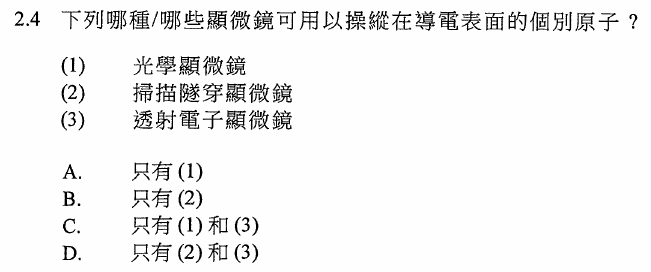 2.4 下列哪種/哪些顯微鏡可用以操縱在導電表面的個別原子？
(1) 光學顯微鏡
(2) 掃描隧穿顯微鏡
(3) 透射電子顯微鏡
A. 只有 (1)
B. 只有 (2)
C. 只有 (1) 和 (3)
D. 只有 (2) 和 (3)